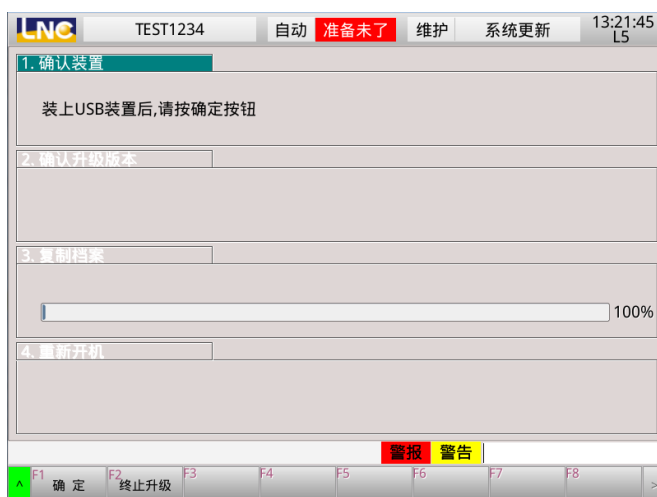 LNC TEST1234 自动 准备未了 维护 系统更新 13:21:45
L5
1. 确认装置
装上USB装置后,请按确定按钮
2. 确认升级版本
3. 复制档案
100%
4. 重新开机
警报 警告
^ F1 确 定 F2 终止升级 F3 F4 F5 F6 F7 F8 >